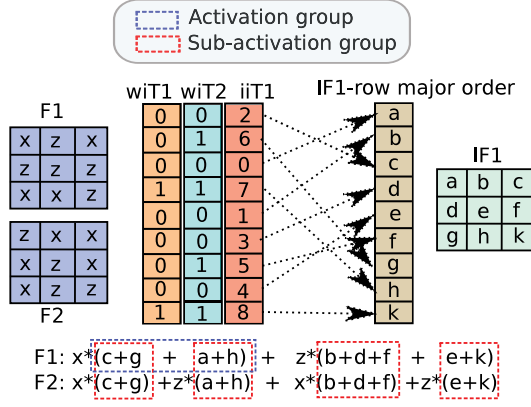 Activation group
Sub-activation group
wiT1 wiT2 iiT1 IF1-row major order
F1
x z x
z z z
x x z
z x x
x x z
x z z
F2
0 0 2
0 1 6
0 0 0
1 1 7
0 0 1
0 0 3
0 1 5
0 0 4
1 1 8
a
b
c
d
e
f
g
h
k
IF1
a b c
d e f
g h k
F1: x*(c+g + a+h) + z*(b+d+f + e+k)
F2: x*(c+g) +z*(a+h) + x*(b+d+f) +z*(e+k)